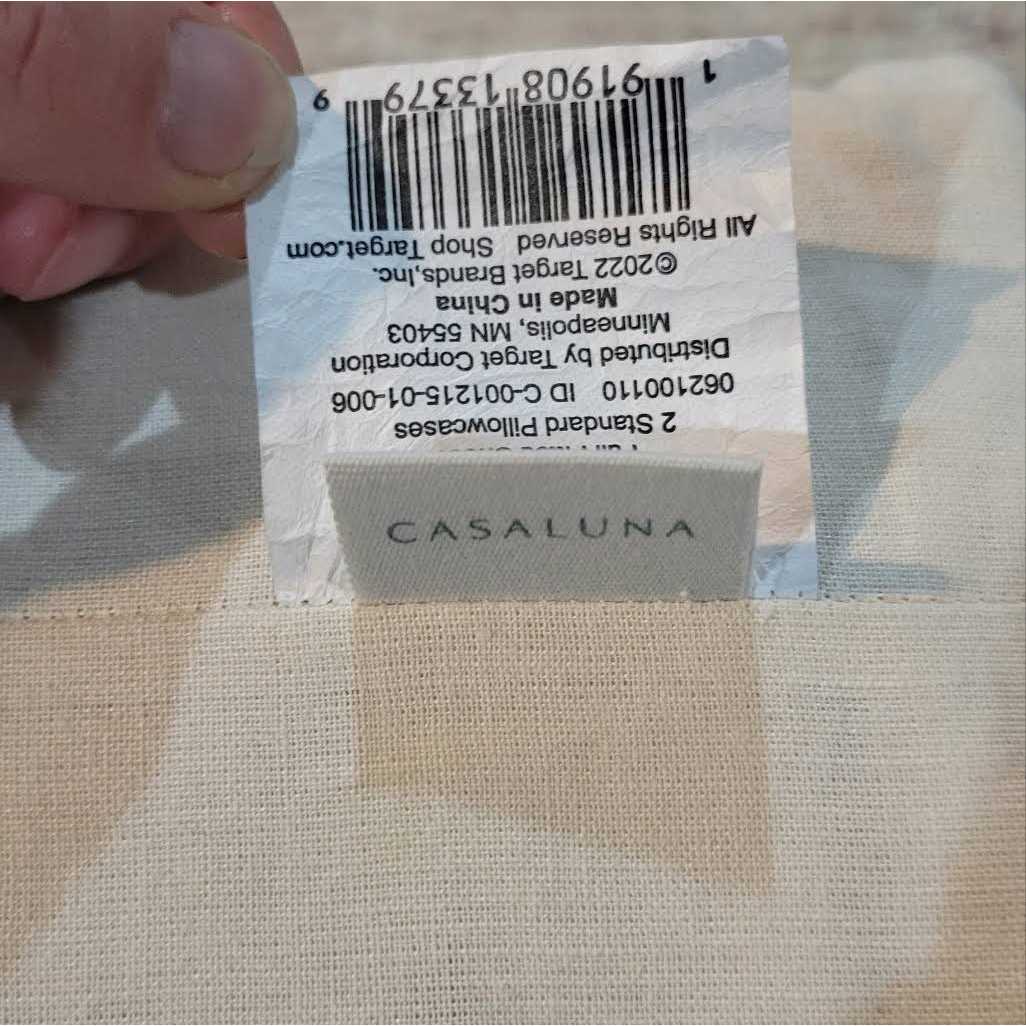 2 Standard Pillowcases
062100110 ID C-001215-01-006
Distributed by Target Corporation
Minneapolis, MN 55403
Made in China
©2022 Target Brands,Inc.
All Rights Reserved Shop Target.com
1 91908 13379 9
CASALUNA